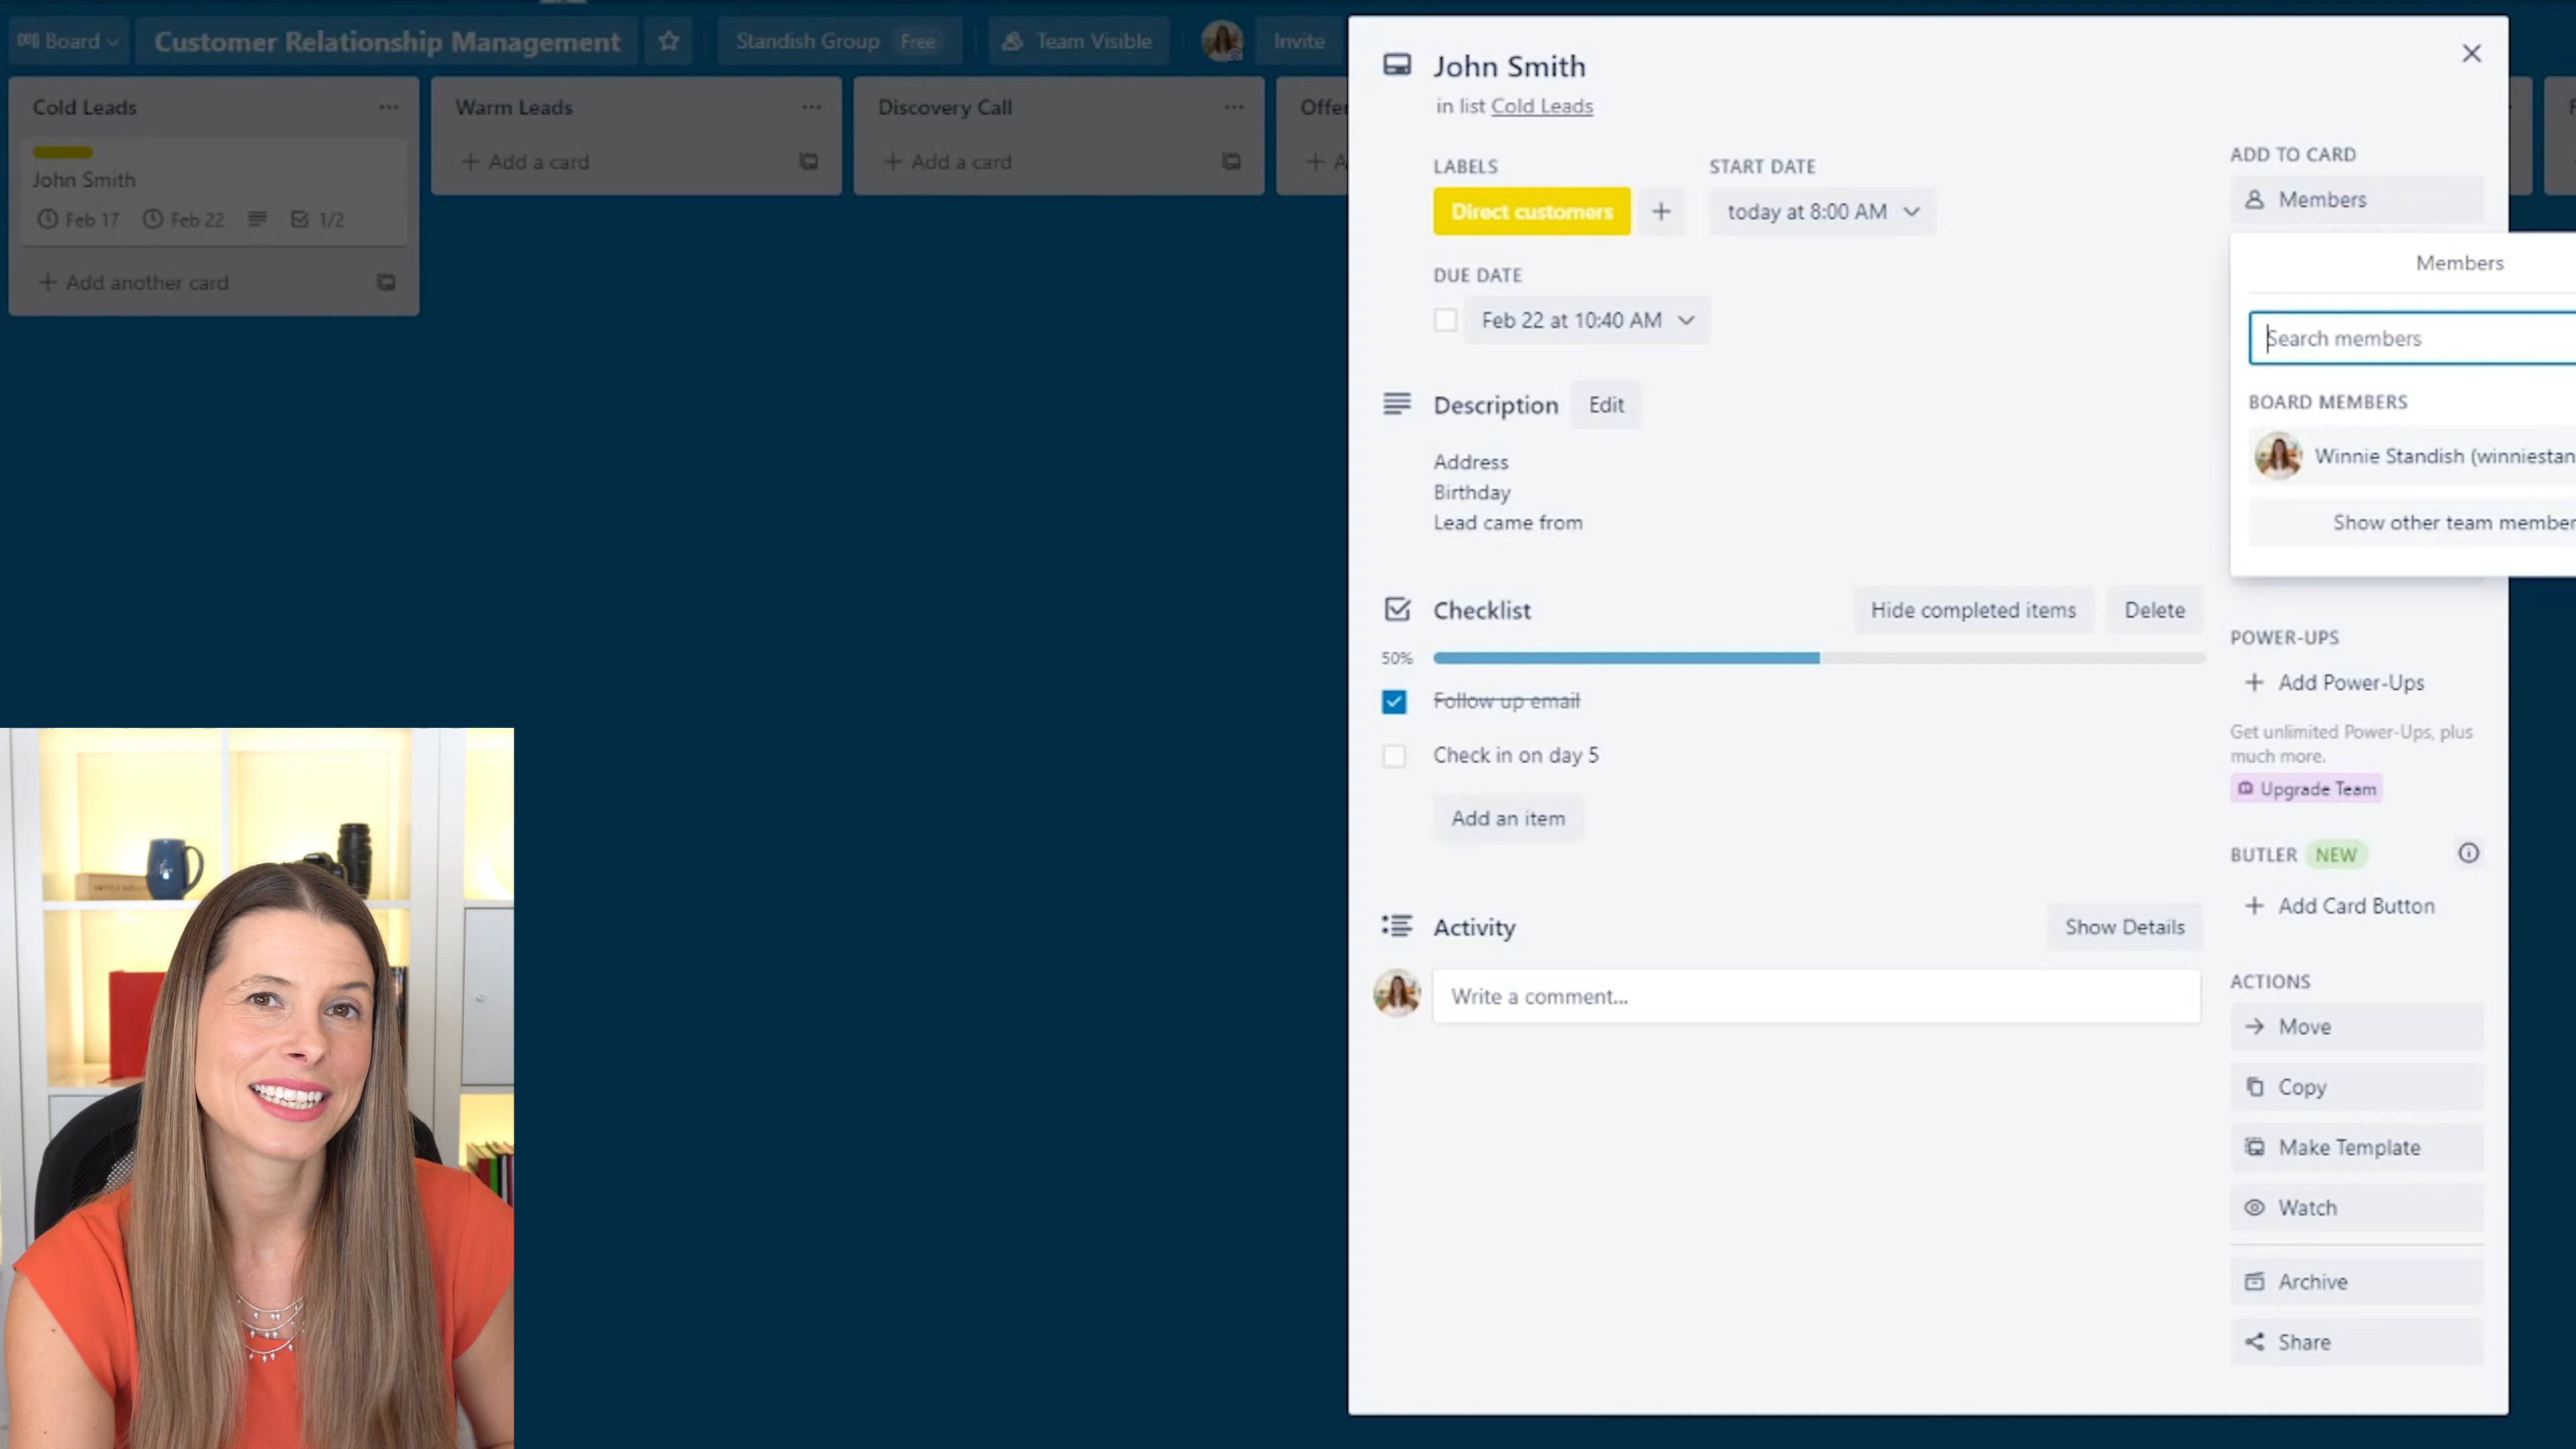 Board
Customer Relationship Management
Standish Group Free
Team Visible
Invite
Cold Leads
John Smith
Feb 17 Feb 22 1/2
+ Add another card
Warm Leads
+ Add a card
Discovery Call
+ Add a card
John Smith
in list Cold Leads
LABELS
Direct customers
+
START DATE
today at 8:00 AM
DUE DATE
Feb 22 at 10:40 AM
Description
Edit
Address
Birthday
Lead came from
Checklist
Hide completed items
Delete
50%
Follow up email
Check in on day 5
Add an item
Activity
Show Details
Write a comment...
ADD TO CARD
Members
Members
Search members
BOARD MEMBERS
Winnie Standish (winniestan
Show other team member
POWER-UPS
+ Add Power-Ups
Get unlimited Power-Ups, plus
much more.
Upgrade Team
BUTLER NEW
+ Add Card Button
ACTIONS
Move
Copy
Make Template
Watch
Archive
Share